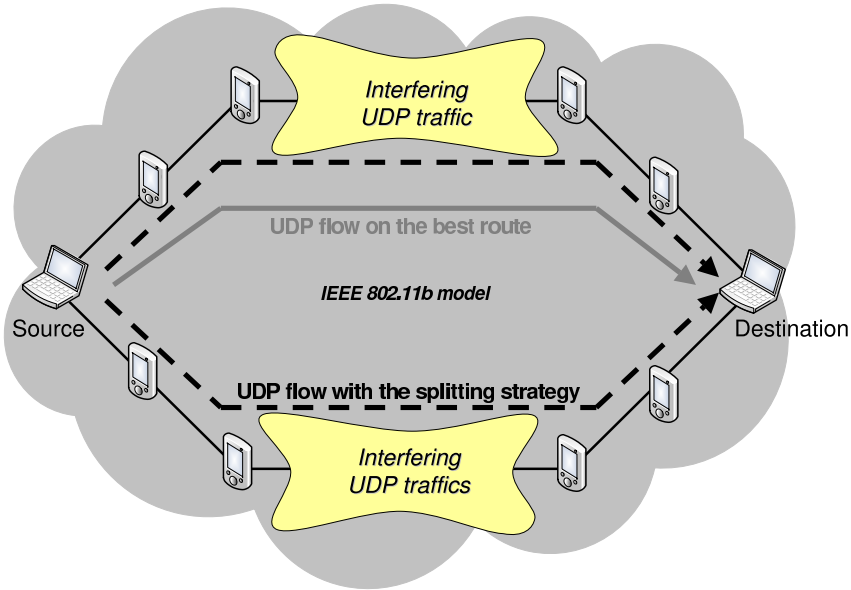 Interfering
UDP traffic
UDP flow on the best route
IEEE 802.11b model
Source
Destination
UDP flow with the splitting strategy
Interfering
UDP traffics